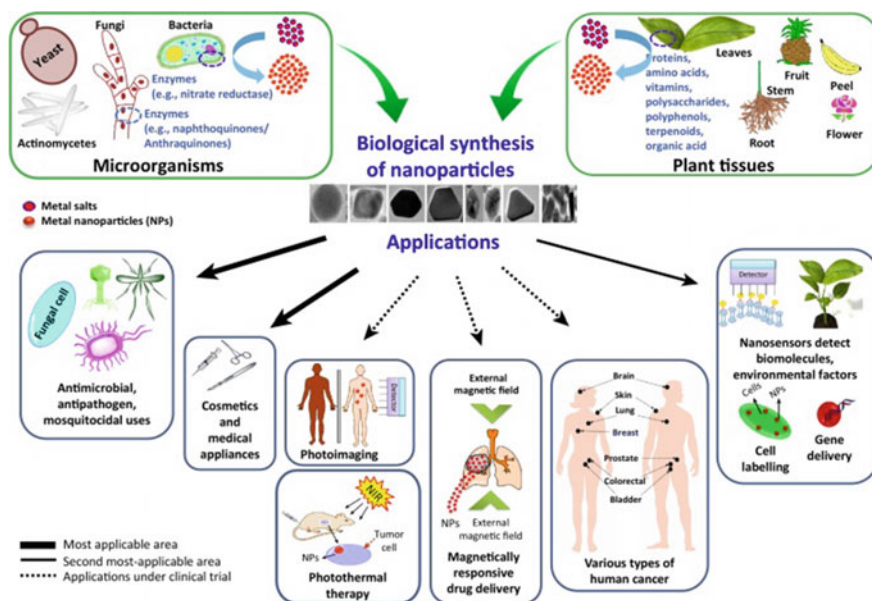 Yeast
Fungi
Bacteria
Enzymes
(e.g., nitrate reductase)
Enzymes
(e.g., naphthoquinones/
Anthraquinones)
Actinomycetes
Microorganisms
Proteins,
amino acids,
vitamins,
polysaccharides,
polyphenols,
terpenoids,
organic acid
Leaves
Stem
Root
Fruit
Peel
Flower
Plant tissues
Biological synthesis
of nanoparticles
Metal salts
Metal nanoparticles (NPs)
Applications
Fungal cell
Antimicrobial,
antipathogen,
mosquitocidal uses
Cosmetics
and
medical
appliances
Detector
Photoimaging
NIR
NPs
Tumor
cell
Photothermal
therapy
External
magnetic field
NPs
External
magnetic field
Magnetically
responsive
drug delivery
Brain
Skin
Lung
Breast
Prostate
Colorectal
Bladder
Various types of
human cancer
Detector
Nanosensors detect
biomolecules,
environmental factors
Cells
NPs
Cell
labelling
Gene
delivery
Most applicable area
Second most-applicable area
Applications under clinical trial